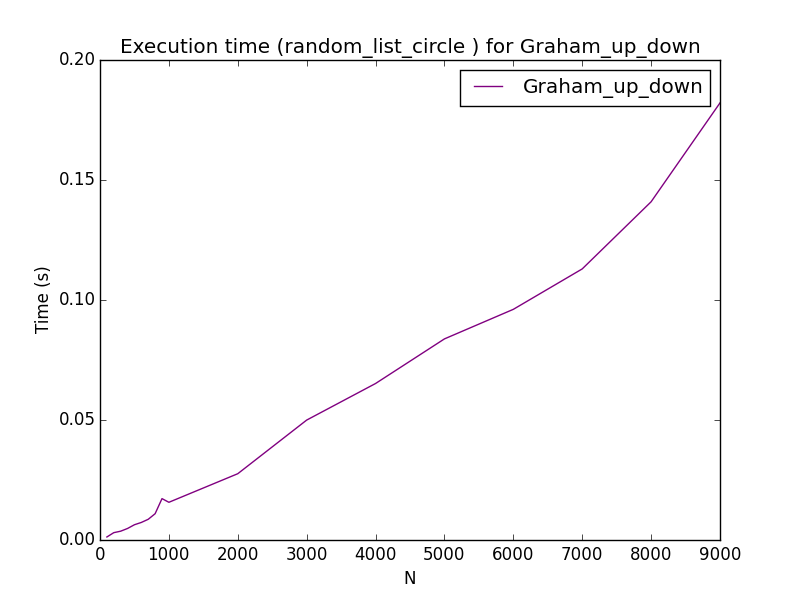 Execution time (random_list_circle ) for Graham_up_down
Graham_up_down
0.20
0.15
0.10
0.05
0.00
Time (s)
0 1000 2000 3000 4000 5000 6000 7000 8000 9000
N